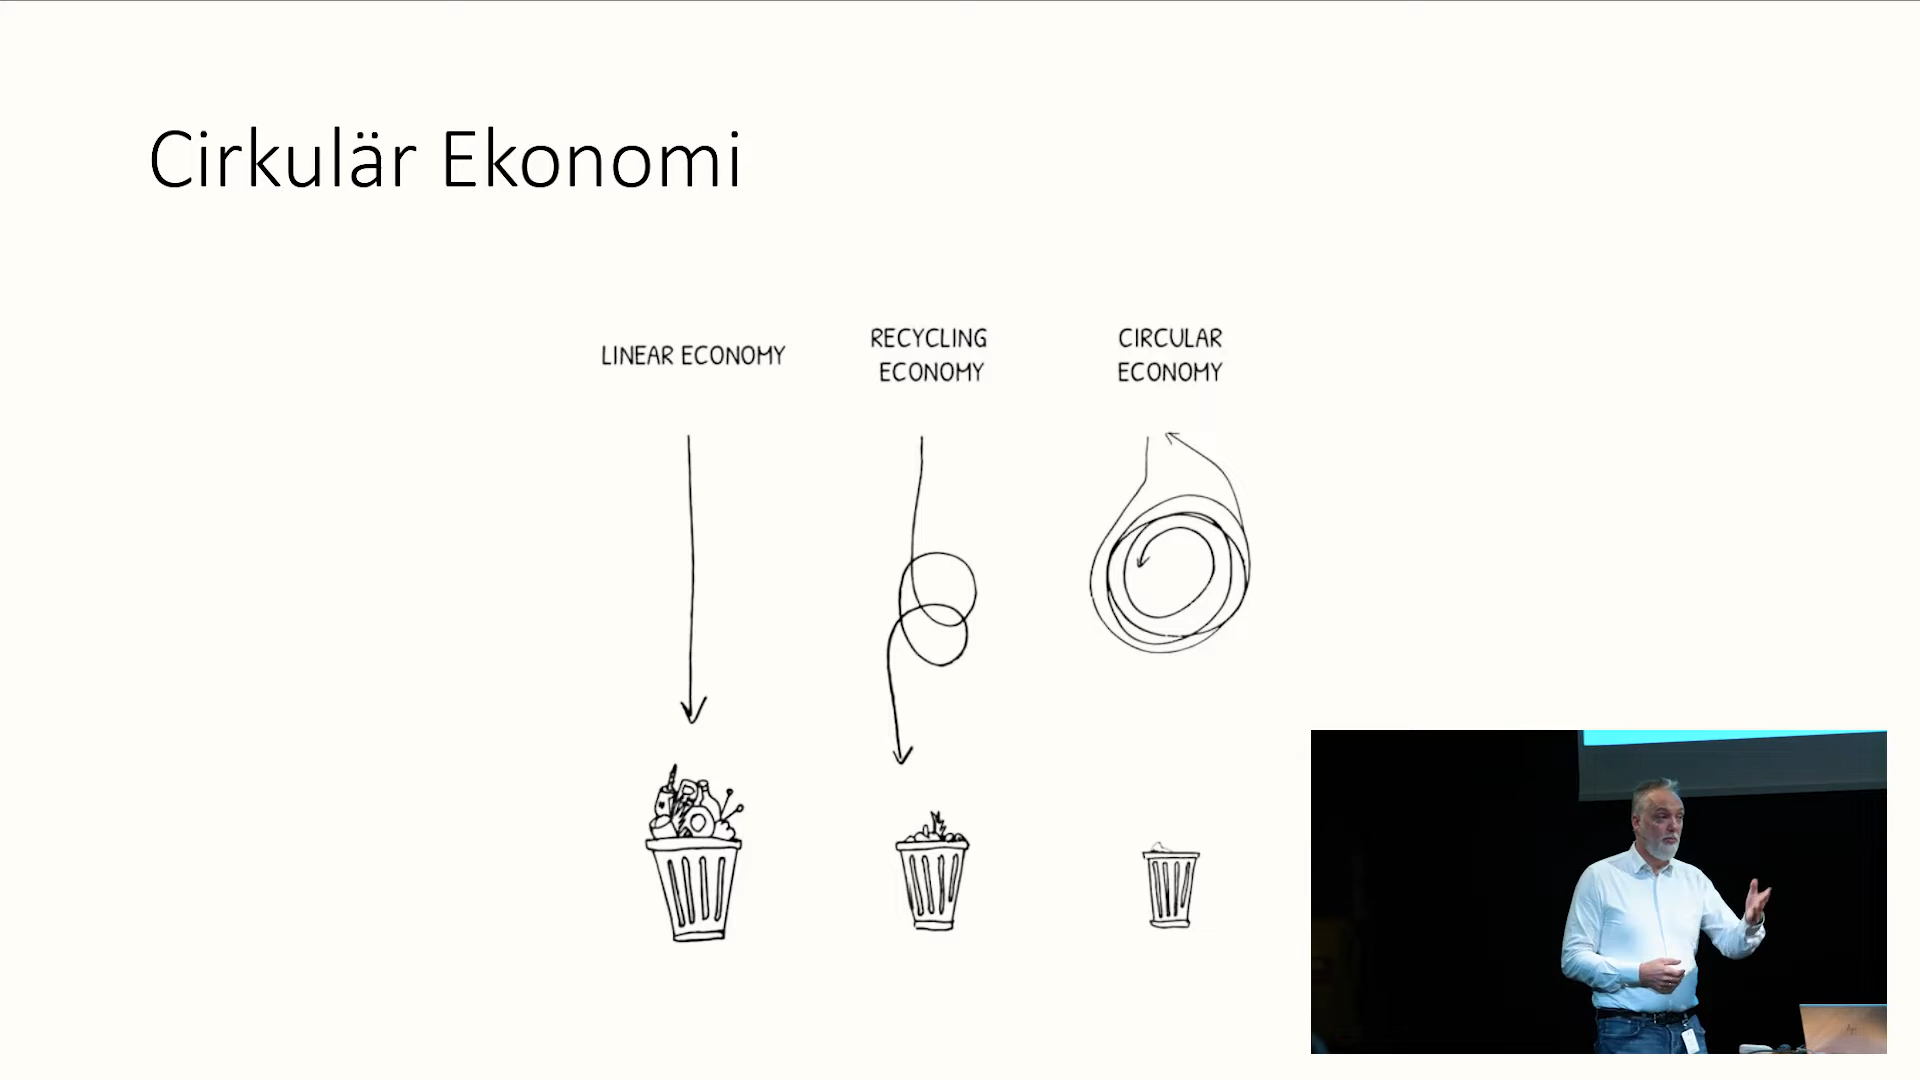 Cirkulär Ekonomi
LINEAR ECONOMY
RECYCLING
ECONOMY
CIRCULAR
ECONOMY